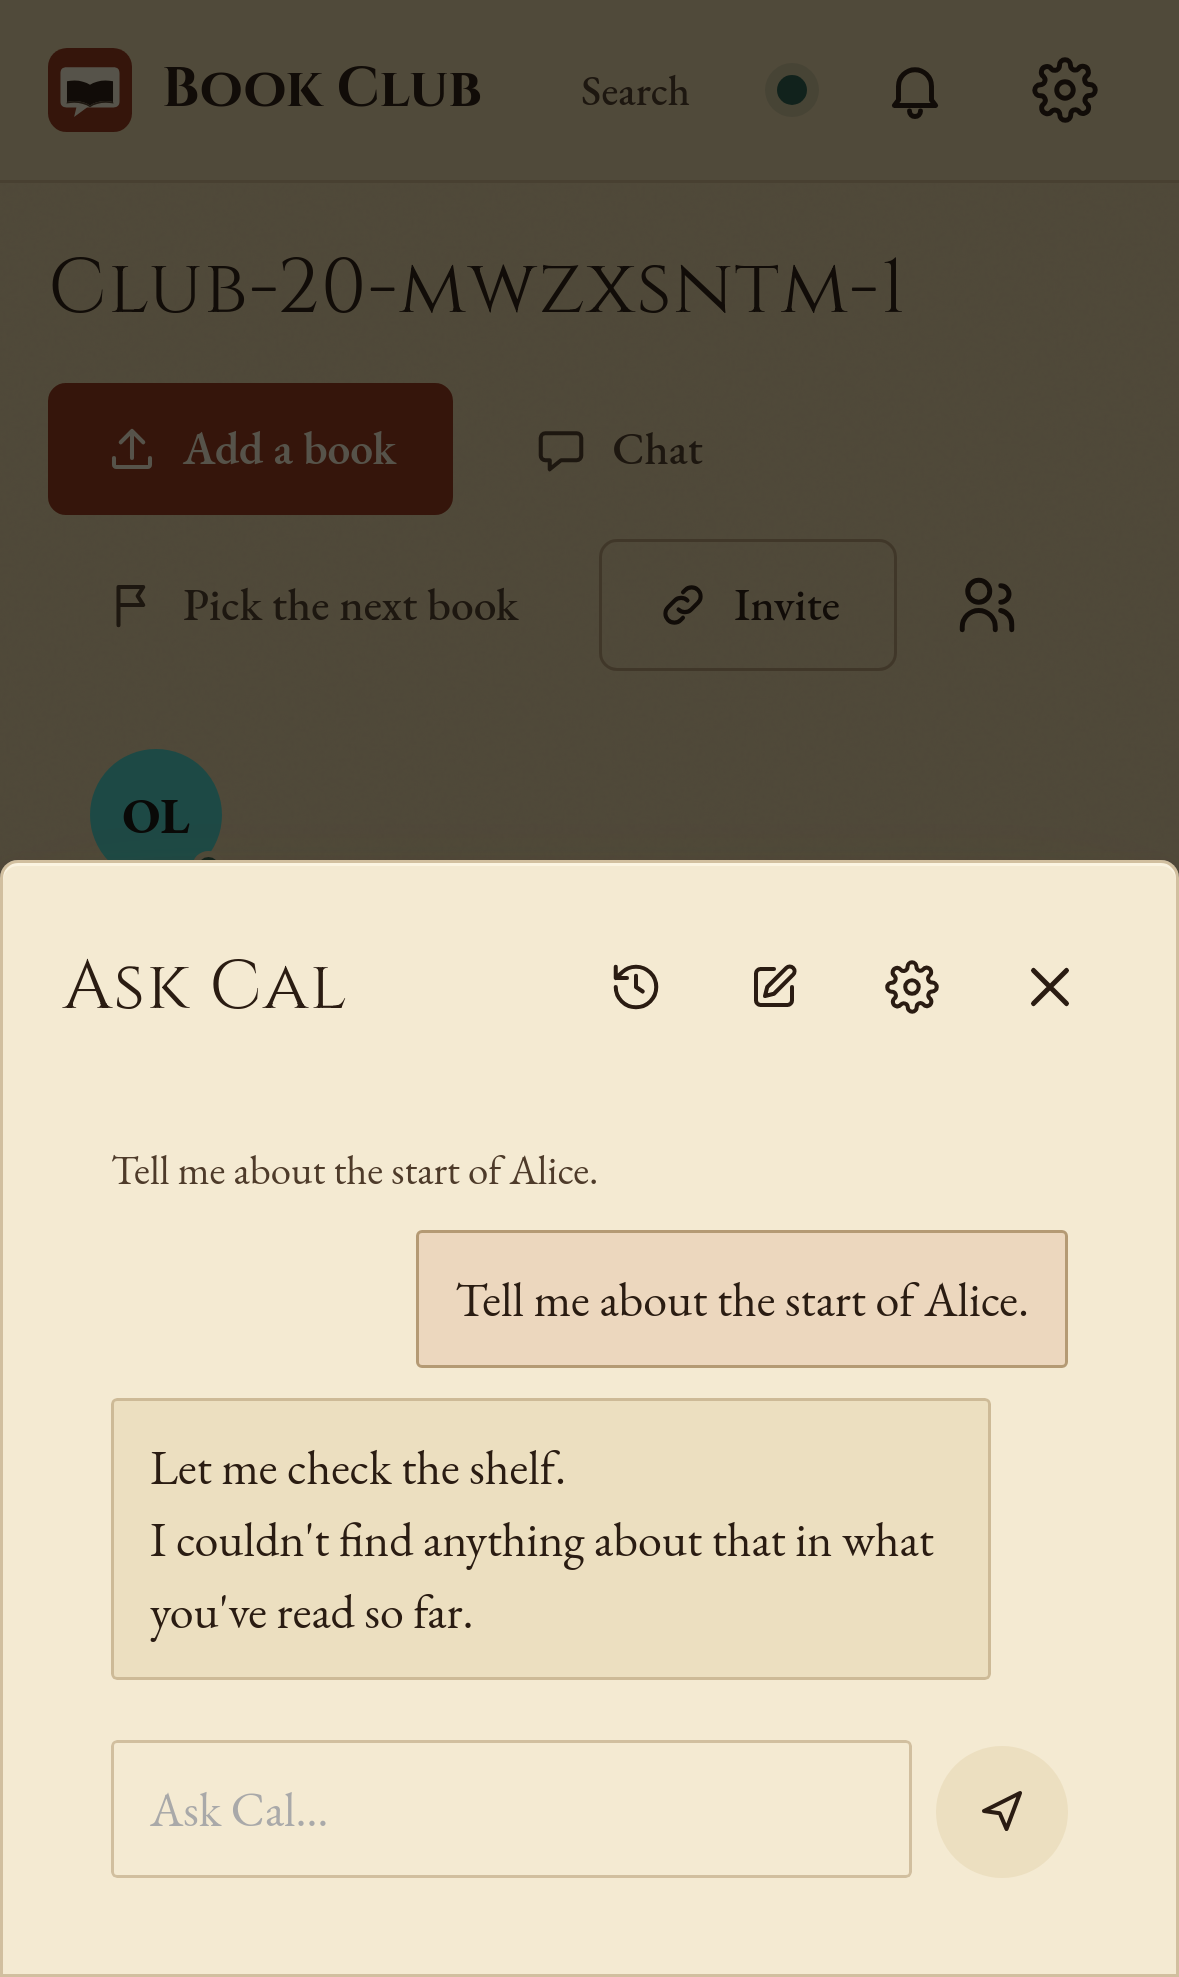 Book Club
Search
Club-20-mwzxsntm-1
Add a book
Chat
Pick the next book
Invite
OL
Ask Cal
Tell me about the start of Alice.
Tell me about the start of Alice.
Let me check the shelf.
I couldn't find anything about that in what
you've read so far.
Ask Cal...